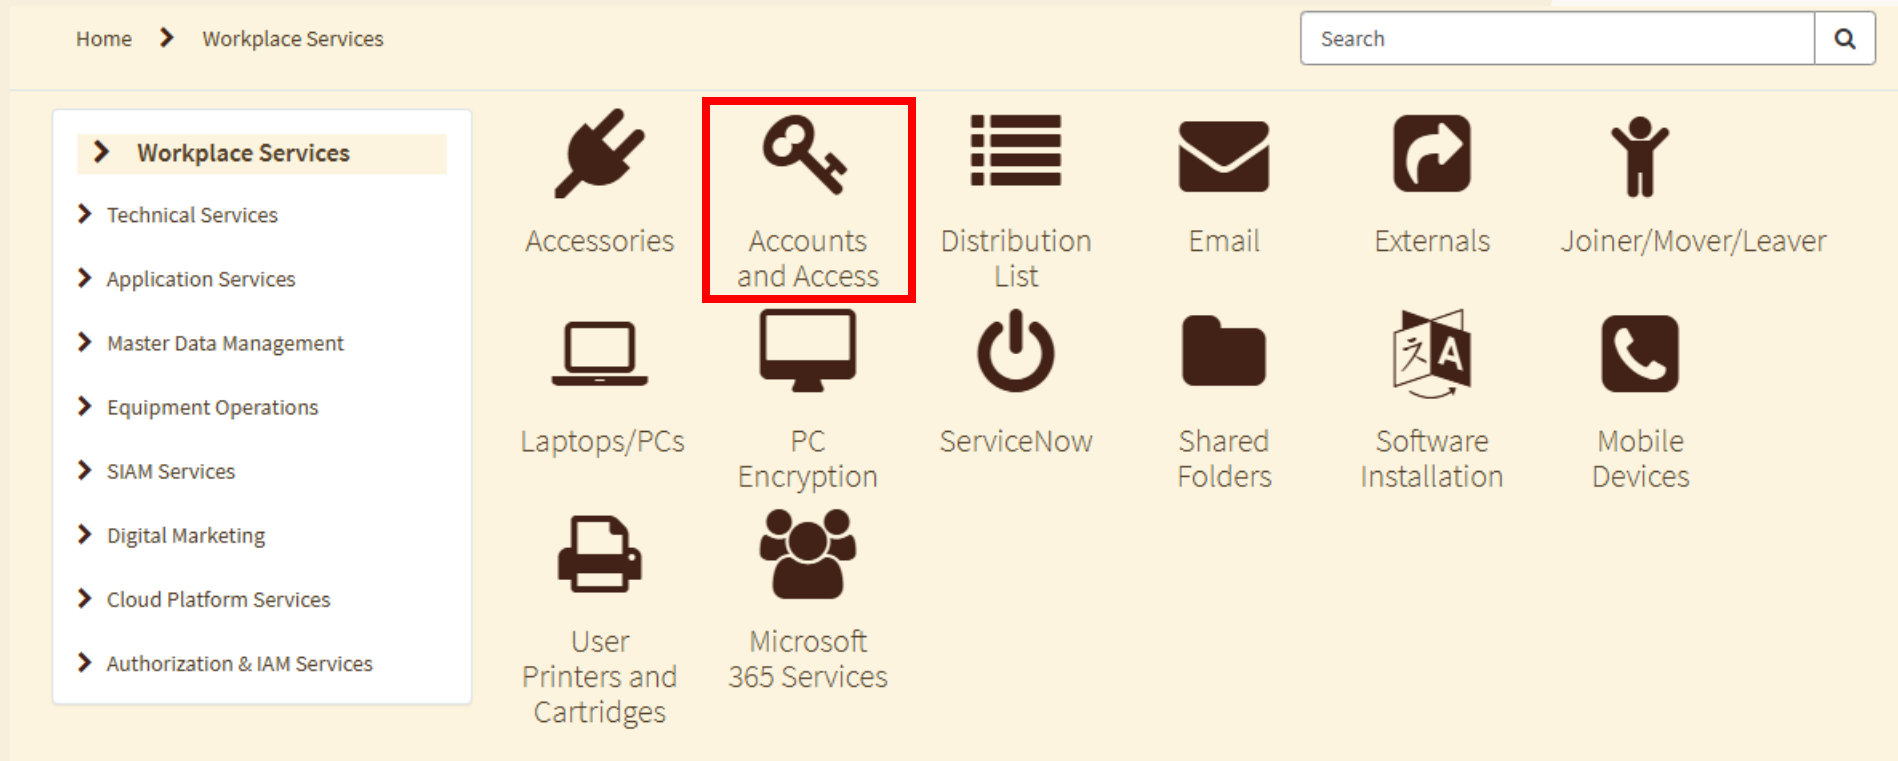 Home
Workplace Services
Search
Workplace Services
Technical Services
Application Services
Master Data Management
Equipment Operations
SIAM Services
Digital Marketing
Cloud Platform Services
Authorization & IAM Services
Accessories
Accounts
and Access
Distribution
List
Email
Externals
Joiner/Mover/Leaver
Laptops/PCs
PC
Encryption
ServiceNow
Shared
Folders
A
Software
Installation
Mobile
Devices
User
Printers and
Cartridges
Microsoft
365 Services